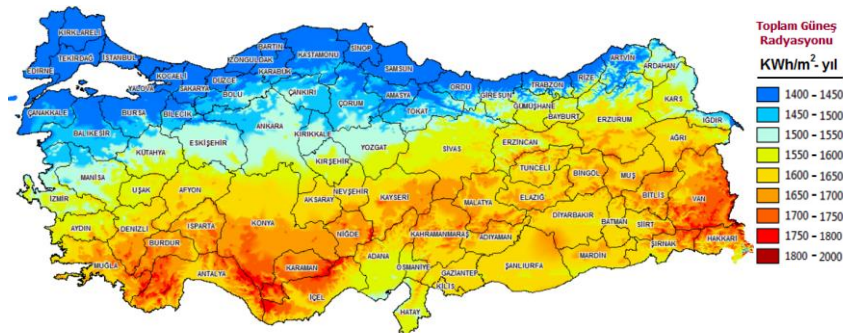 Toplam Güneş
Radyasyonu
KWh/m² - yıl
1400 - 1450
1450 - 1500
1500 - 1550
1550 - 1600
1600 - 1650
1650 - 1700
1700 - 1750
1750 - 1800
1800 - 2000
KIRKLARELİ
EDİRNE
TEKİRDAĞ
İSTANBUL
KOCAELİ
YALOVA
SAKARYA
DÜZCE
BOLU
ZONGULDAK
BARTIN
KARABÜK
KASTAMONU
SİNOP
SAMSUN
ÇANKIRI
ÇORUM
AMASYA
TOKAT
ORDU
GİRESUN
TRABZON
GÜMÜŞHANE
RİZE
ARTVİN
ARDAHAN
KARS
BAYBURT
ERZURUM
IĞDIR
AĞRI
ÇANAKKALE
BALIKESİR
BURSA
BİLECİK
KÜTAHYA
ESKİŞEHİR
ANKARA
KIRIKKALE
KIRŞEHİR
YOZGAT
SİVAS
ERZİNCAN
TUNCELİ
BİNGÖL
MUŞ
BİTLİS
VAN
MANİSA
İZMİR
UŞAK
AFYON
AKSARAY
NEVŞEHİR
KAYSERİ
MALATYA
ELAZIĞ
DİYARBAKIR
BATMAN
SİİRT
ŞIRNAK
HAKKARİ
AYDIN
DENİZLİ
BURDUR
ISPARTA
KONYA
NİĞDE
KAHRAMANMARAŞ
ADIYAMAN
MARDİN
MUĞLA
ANTALYA
KARAMAN
İÇEL
ADANA
OSMANİYE
GAZİANTEP
KİLİS
ŞANLIURFA
HATAY